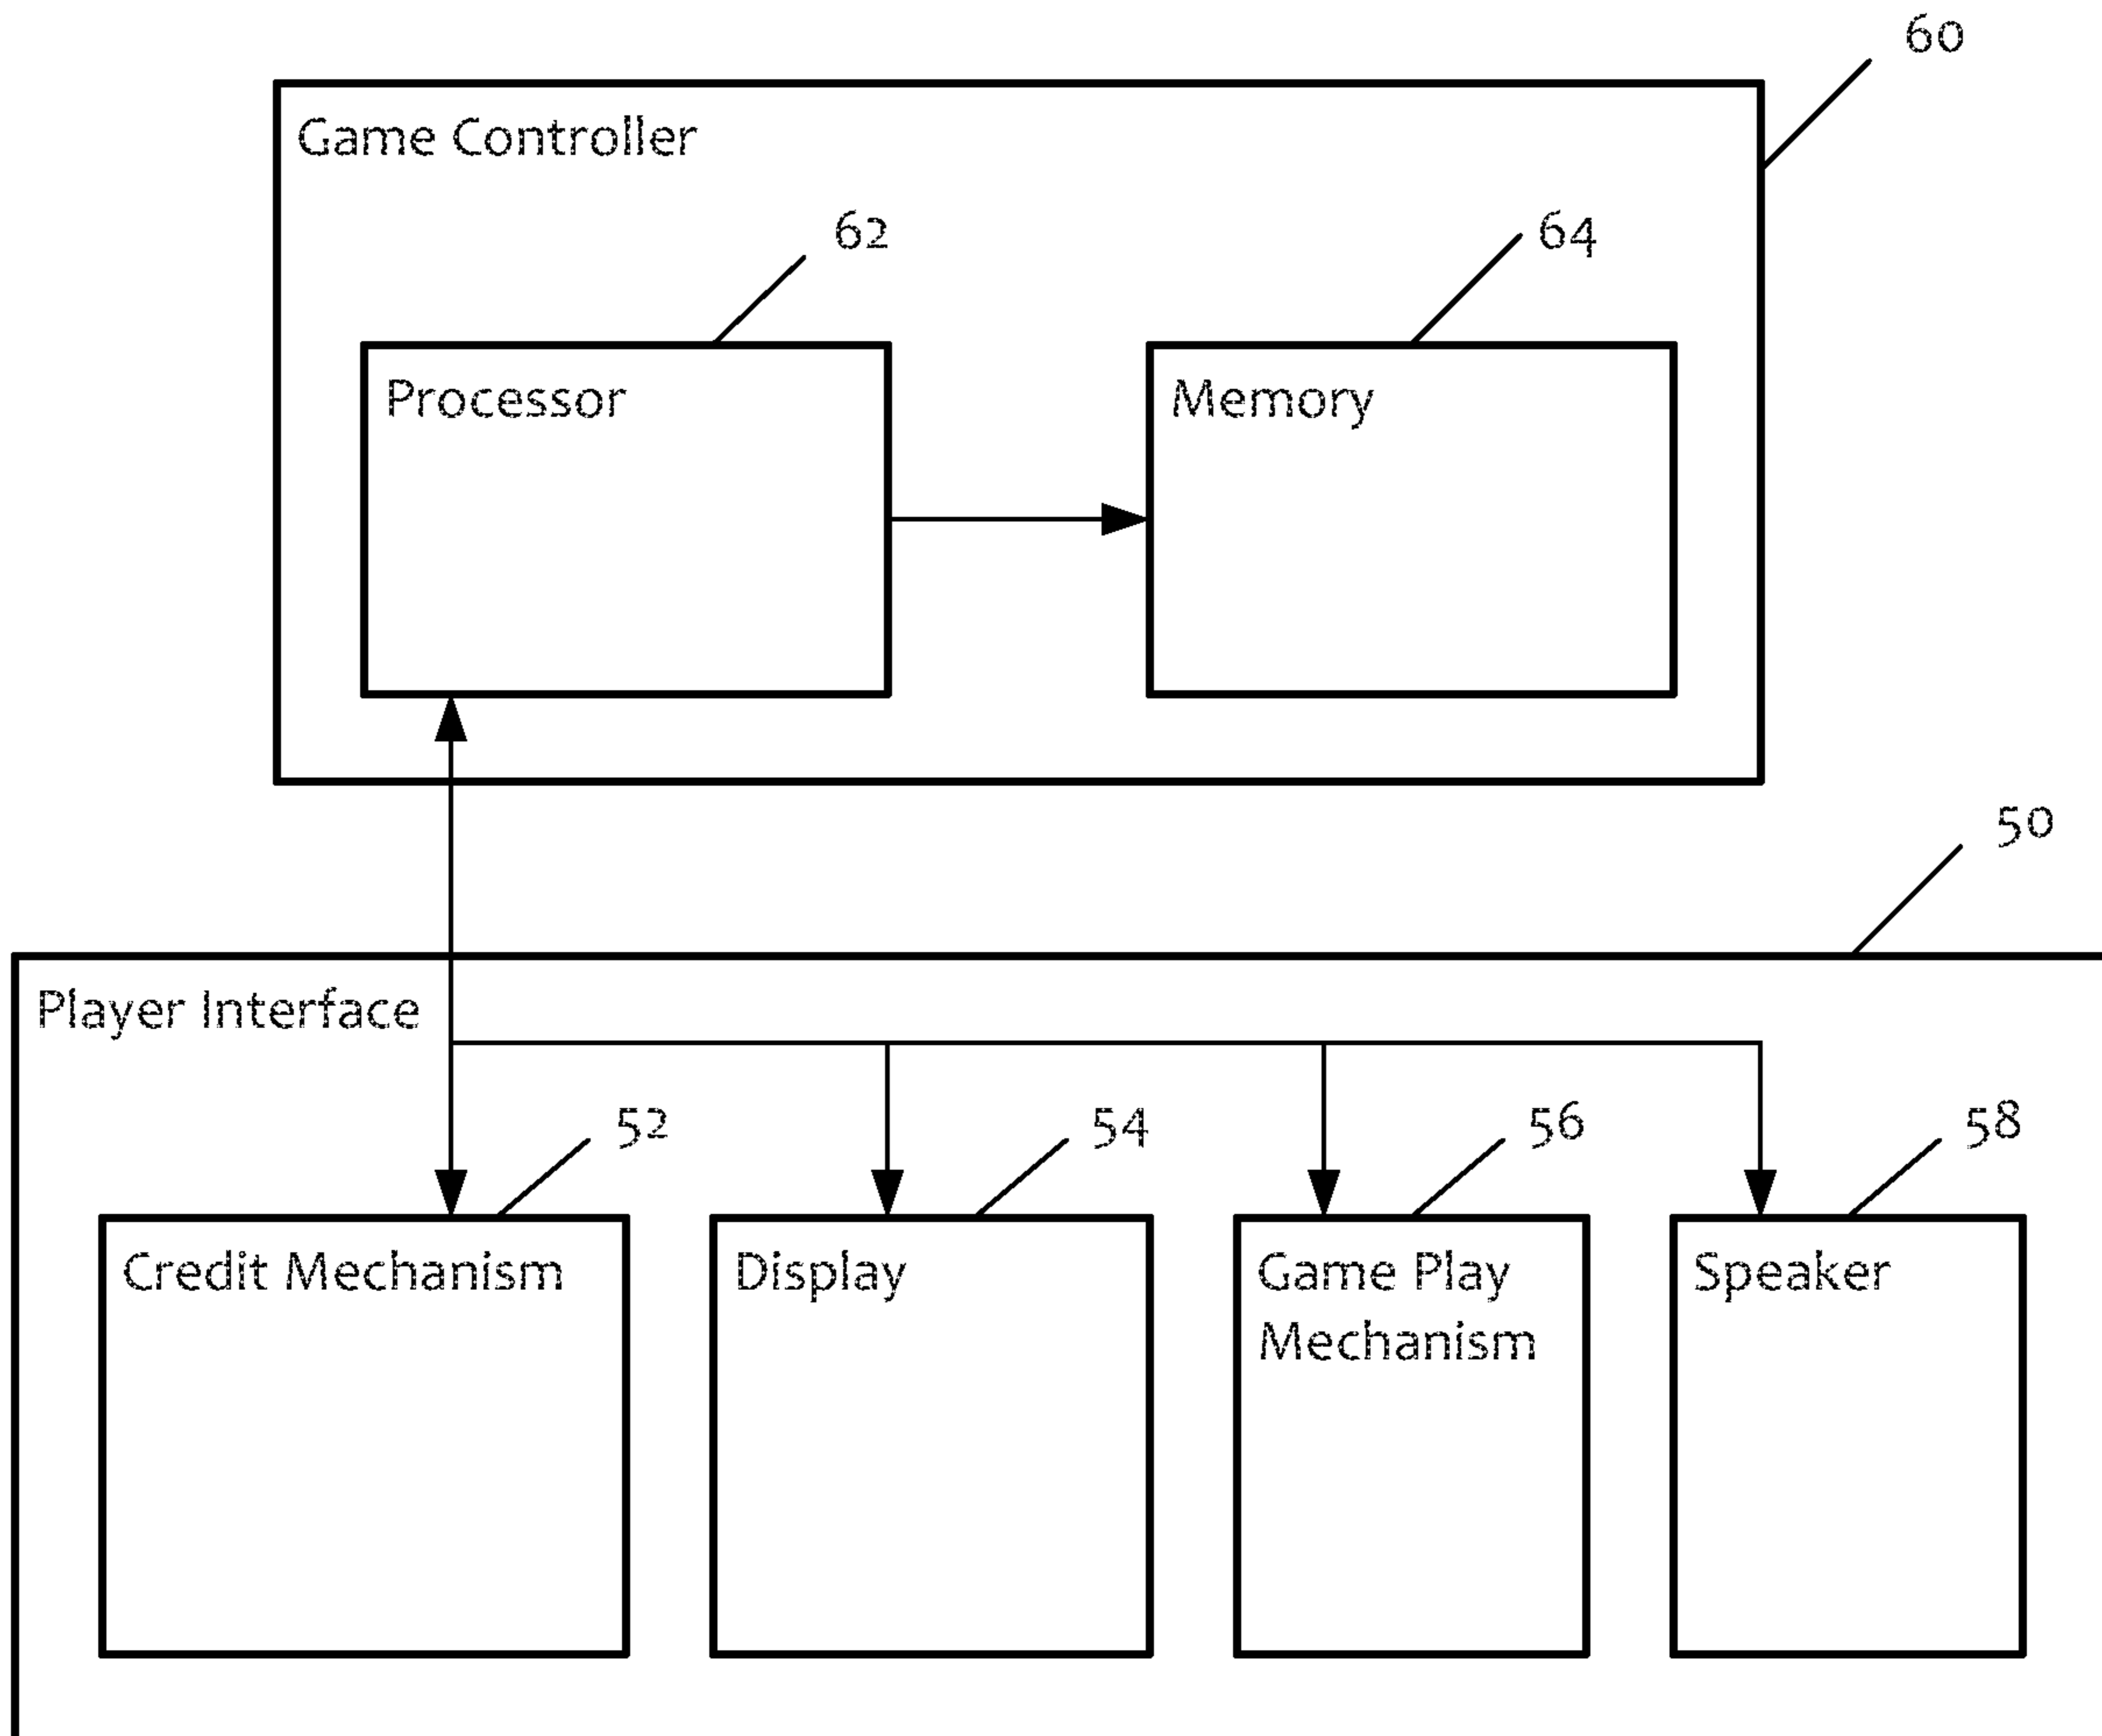 60
Game Controller
62
64
Processor
Memory
50
Player Interface
52
54
56
58
Credit Mechanism
Display
Game Play
Mechanism
Speaker